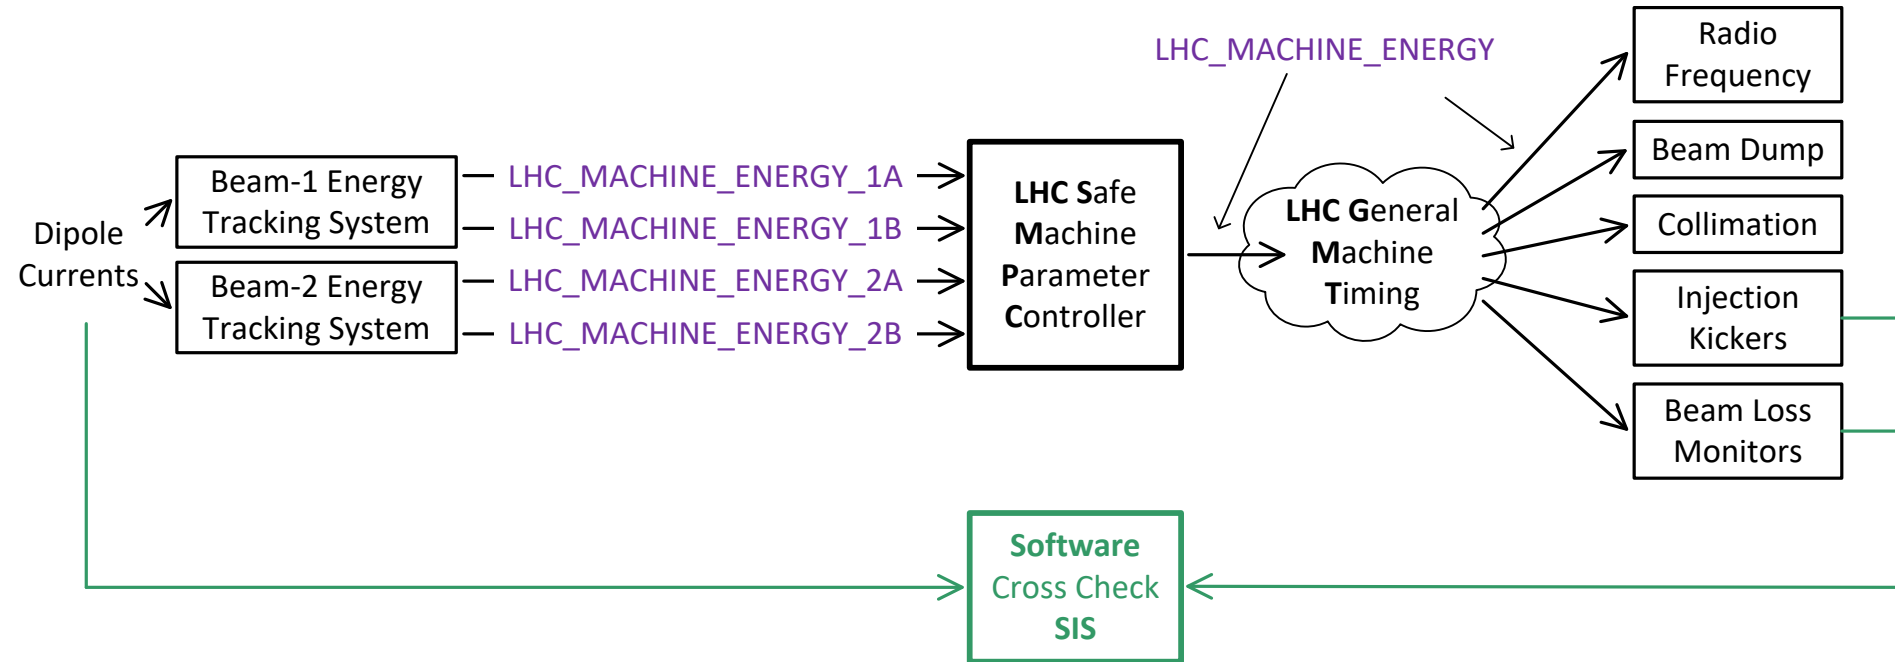 LHC_MACHINE_ENERGY
Radio
Frequency
Beam Dump
Collimation
Injection
Kickers
Beam Loss
Monitors
Dipole
Currents
Beam-1 Energy
Tracking System
Beam-2 Energy
Tracking System
LHC_MACHINE_ENERGY_1A
LHC_MACHINE_ENERGY_1B
LHC_MACHINE_ENERGY_2A
LHC_MACHINE_ENERGY_2B
LHC Safe
Machine
Parameter
Controller
LHC General
Machine
Timing
Software
Cross Check
SIS